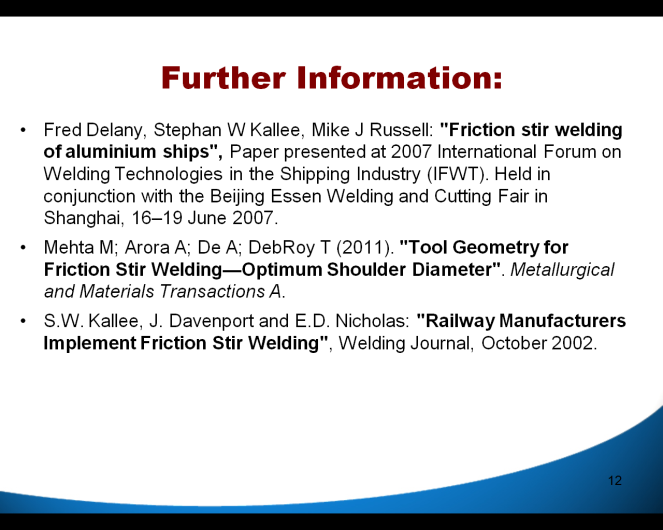 Further Information:
• Fred Delany, Stephan W Kallee, Mike J Russell: "Friction stir welding
of aluminium ships", Paper presented at 2007 International Forum on
Welding Technologies in the Shipping Industry (IFWT). Held in
conjunction with the Beijing Essen Welding and Cutting Fair in
Shanghai, 16–19 June 2007.
• Mehta M; Arora A; De A; DebRoy T (2011). "Tool Geometry for
Friction Stir Welding—Optimum Shoulder Diameter". Metallurgical
and Materials Transactions A.
• S.W. Kallee, J. Davenport and E.D. Nicholas: "Railway Manufacturers
Implement Friction Stir Welding", Welding Journal, October 2002.
12